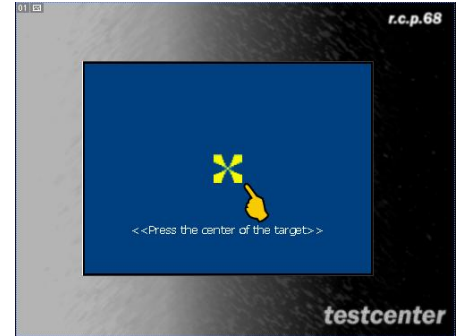 01
r.c.p.68
<<Press the center of the target>>
testcenter